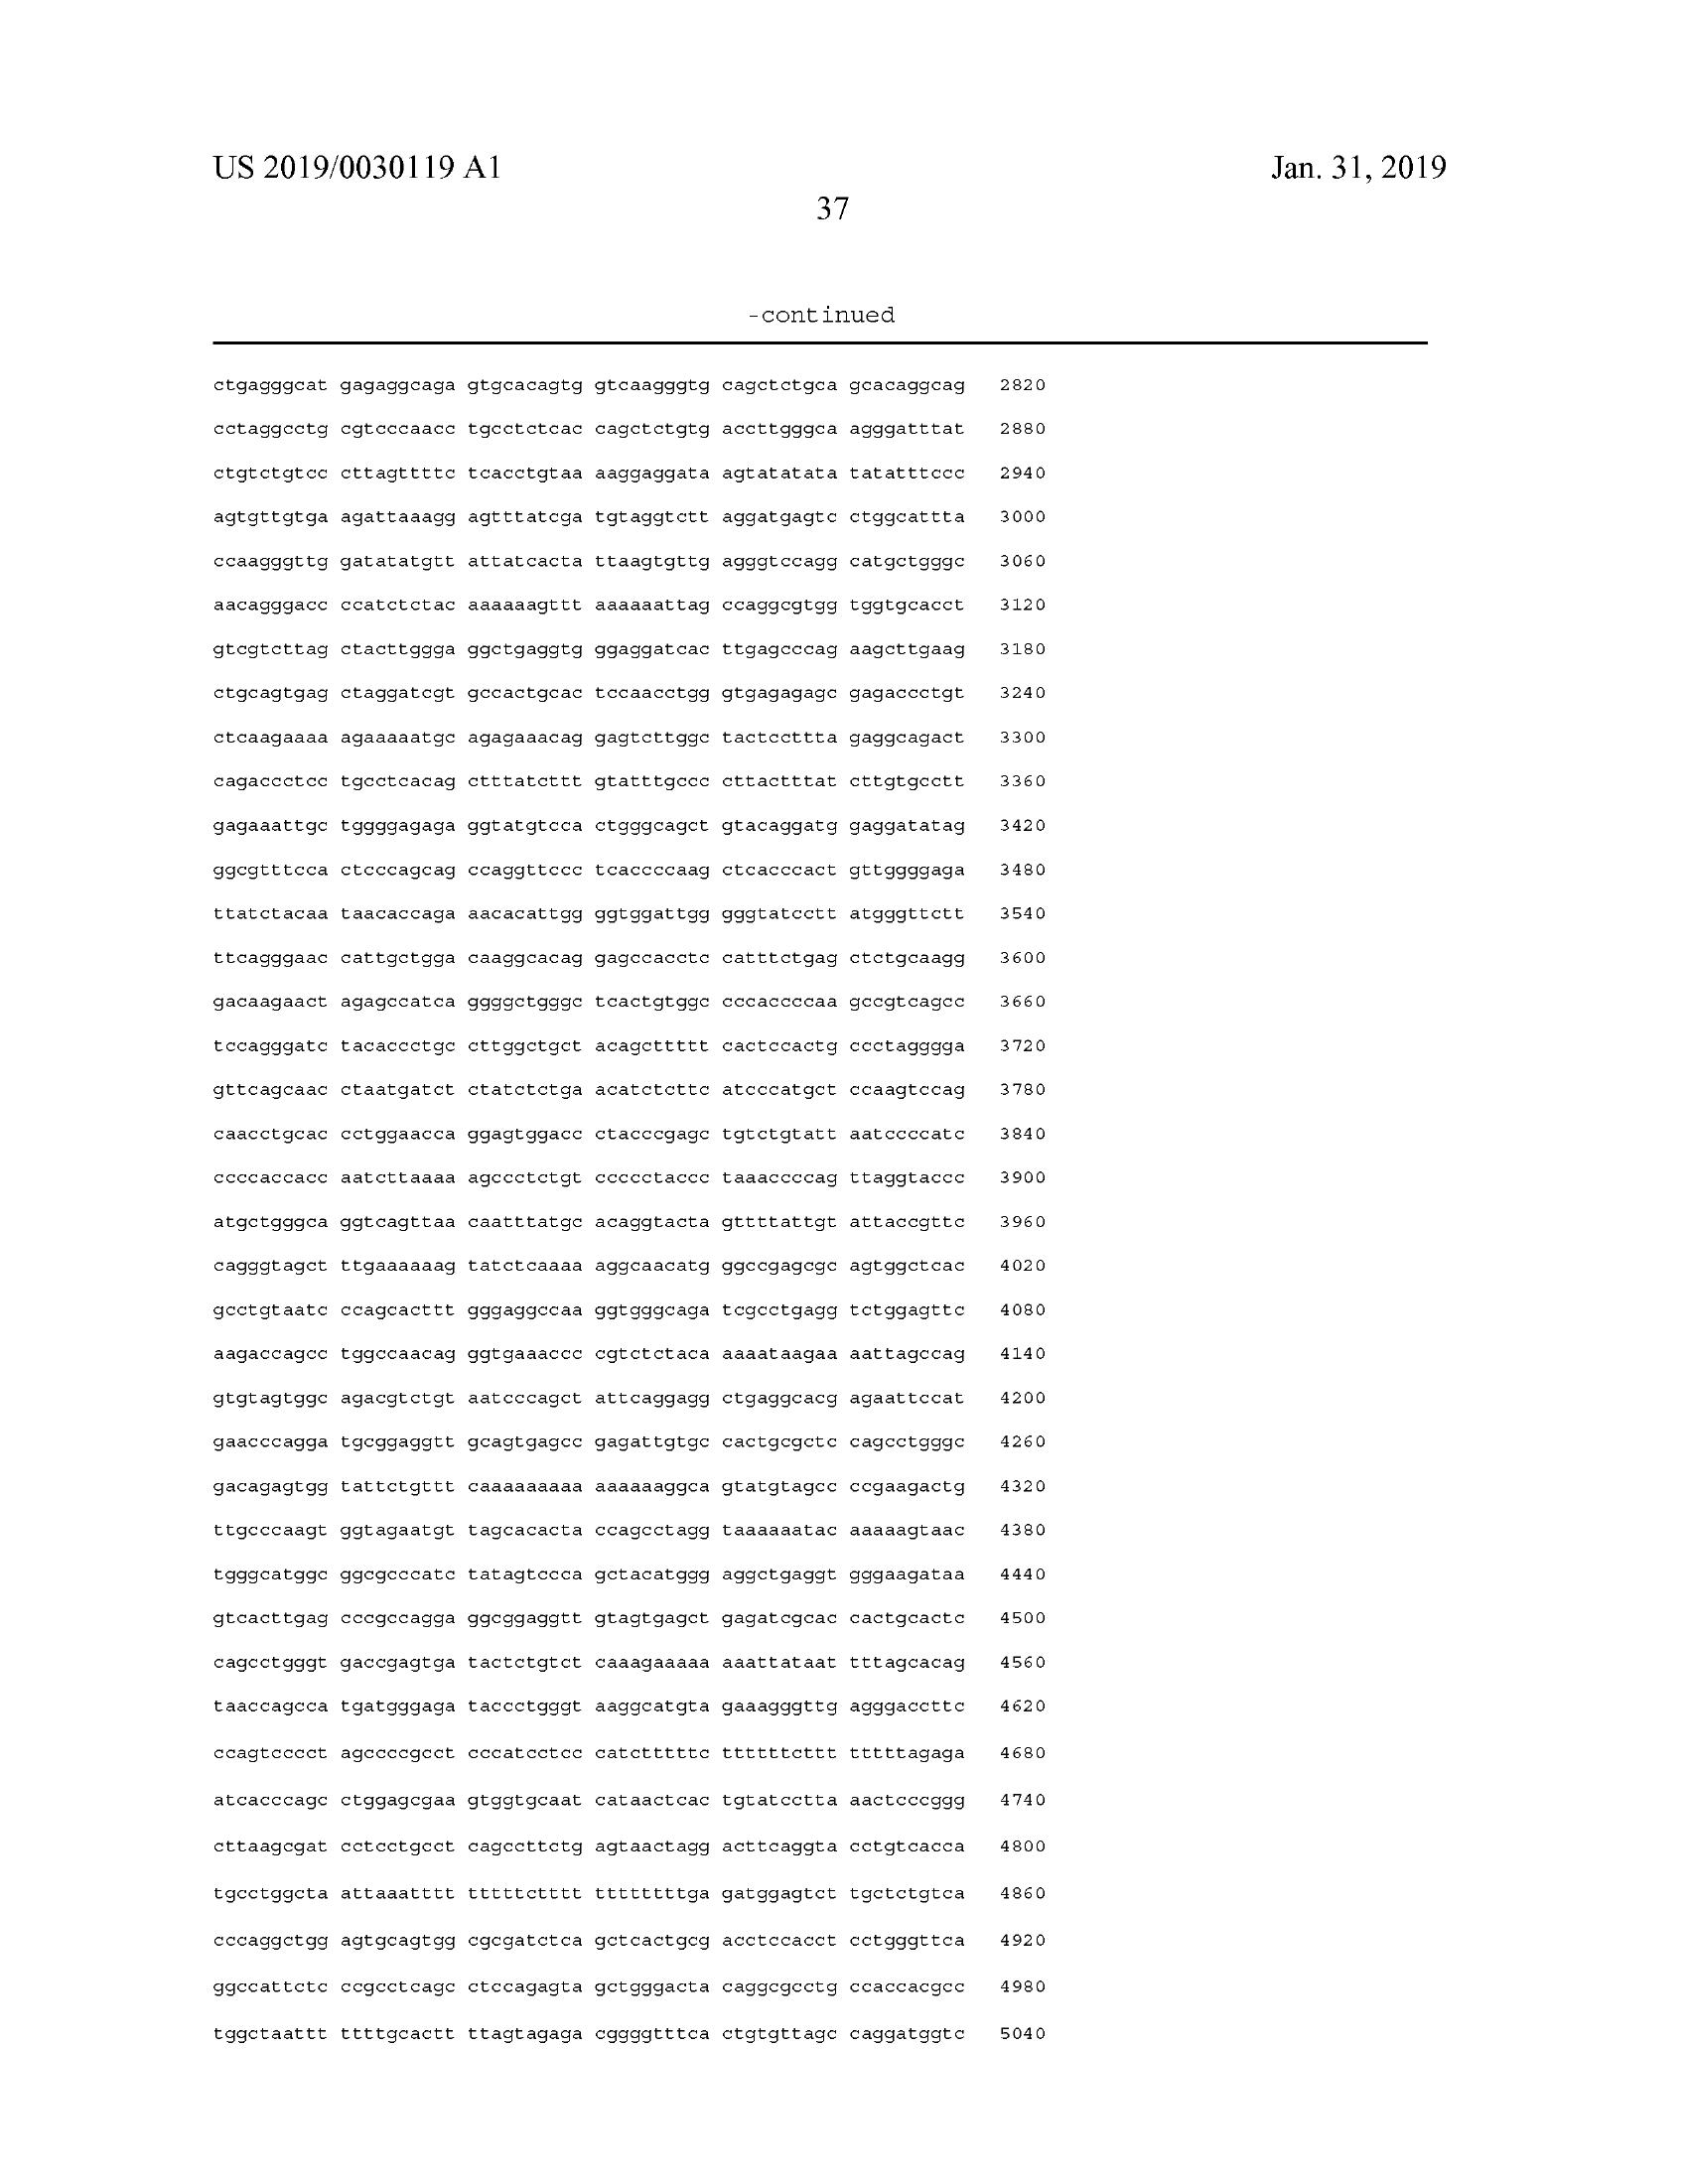 US 2019/0030119 A1
Jan. 31, 2019
37
-continued
ctgagggcat gagaggcaga gtgcacagtg gtcaagggtg cagctctgca gcacaggcag 2820
cctaggcctg cgtcccaacc tgcctctcac cagctctgtg accttgggca agggatttat 2880
ctgtctgtcc cttagttttc tcacctgtaa aaggaggata agtatatata tatatttccc 2940
agtgttgtga agattaaagg agtttatcga tgtaggtctt aggatgagtc ctggcattta 3000
ccaagggttg gatatatgtt attatcacta ttaagtgttg agggtccagg catgctgggc 3060
aacagggacc ccatctctac aaaaaagttt aaaaaattag ccaggcgtgg tggtgcacct 3120
gtcgtcttag ctacttggga ggctgaggtg ggaggatcac ttgagcccag aagcttgaag 3180
ctgcagtgag ctaggatcgt gccactgcac tccaacctgg gtgagagagc gagaccctgt 3240
ctcaagaaaa agaaaaatgc agagaaacag gagtcttggc tactccttta gaggcagact 3300
cagaccctcc tgcctcacag ctttatcttt gtatttgccc cttactttat cttgtgcctt 3360
gagaaattgc tggggagaga ggtatgtcca ctgggcagct gtacaggatg gaggatatag 3420
ggcgtttcca ctcccagcag ccaggttccc tcaccccaag ctcacccact gttggggaga 3480
ttatctacaa taacaccaga aacacattgg ggtggattgg gggtatcctt atgggttctt 3540
ttcagggaac cattgctgga caaggcacag gagccacctc catttctgag ctctgcaagg 3600
gacaagaact agagccatca ggggctgggc tcactgtggc cccaccccaa gccgtcagcc 3660
tccagggatc tacaccctgc cttggctgct acagcttttt cactccactg ccctagggga 3720
gttcagcaac ctaatgatct ctatctctga acatctcttc atcccatgct ccaagtccag 3780
caacctgcac cctggaacca ggagtggacc ctacccgagc tgtctgtatt aatccccatc 3840
ccccaccacc aatcttaaaa agccctctgt ccccctaccc taaaccccag ttaggtaccc 3900
atgctgggca ggtcagttaa caatttatgc acaggtacta gttttattgt attaccgttc 3960
cagggtagct ttgaaaaaag tatctcaaaa aggcaacatg ggccgagcgc agtggctcac 4020
gcctgtaatc ccagcacttt gggaggccaa ggtgggcaga tcgcctgagg tctggagttc 4080
aagaccagcc tggccaacag ggtgaaaccc cgtctctaca aaaataagaa aattagccag 4140
gtgtagtggc agacgtctgt aatcccagct attcaggagg ctgaggcacg agaattccat 4200
gaacccagga tgcggaggtt gcagtgagcc gagattgtgc cactgcgctc cagcctgggc 4260
gacagagtgg tattctgttt caaaaaaaaa aaaaaaggca gtatgtagcc ccgaagactg 4320
ttgcccaagt ggtagaatgt tagcacacta ccagcctagg taaaaaatac aaaaagtaac 4380
tgggcatggc ggcgcccatc tatagtccca gctacatggg aggctgaggt gggaagataa 4440
gtcacttgag cccgccagga ggcggaggtt gtagtgagct gagatcgcac cactgcactc 4500
cagcctgggt gaccgagtga tactctgtct caaagaaaaa aaattataat tttagcacag 4560
taaccagcca tgatgggaga taccctgggt aaggcatgta gaaagggttg agggaccttc 4620
ccagtcccct agccccgcct cccatcctcc catctttttc ttttttcttt tttttagaga 4680
atcacccagc ctggagcgaa gtggtgcaat cataactcac tgtatcctta aactcccggg 4740
cttaagcgat cctcctgcct cagccttctg agtaactagg acttcaggta cctgtcacca 4800
tgcctggcta attaaatttt tttttctttt tttttttttga gatggagtct tgctctgtca 4860
cccaggctgg agtgcagtgg cgcgatctca gctcactgcg acctccacct cctgggttca 4920
ggccattctc ccgcctcagc ctccagagta gctgggacta caggcgcctg ccaccacgcc 4980
tggctaattt ttttgcactt ttagtagaga cggggtttca ctgtgttagc caggatggtc 5040